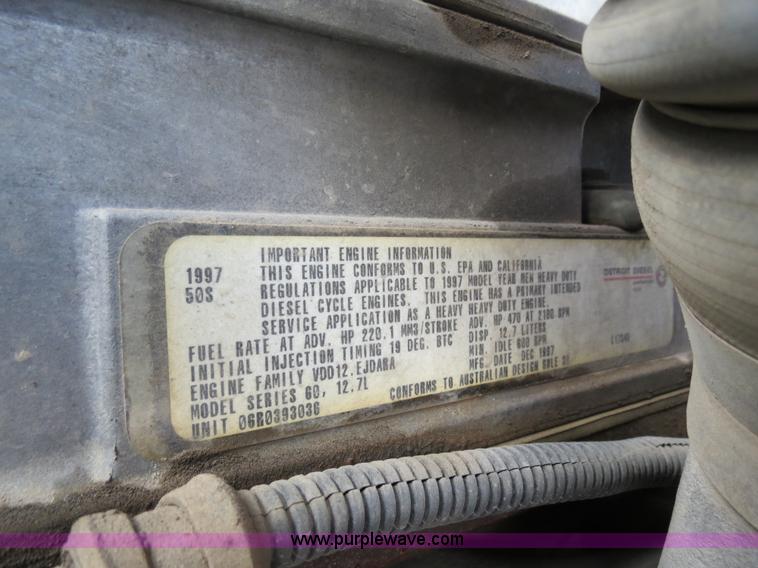 1997
50S
IMPORTANT ENGINE INFORMATION
THIS ENGINE CONFORMS TO U.S. EPA AND CALIFORNIA
REGULATIONS APPLICABLE TO 1997 MODEL YEAR NEW HEAVY DUTY
DIESEL CYCLE ENGINES. THIS ENGINE HAS A PRIMARY INTENDED
SERVICE APPLICATION AS A HEAVY HEAVY DUTY ENGINE.
FUEL RATE AT ADV. HP 220.1 MM3/STROKE ADV. HP 470 AT 2100 RPM
INITIAL INJECTION TIMING 19 DEG. BTC DISP. 12.7 LITERS
ENGINE FAMILY VDD12.EJDARA MIN. IDLE 600 RPM
MODEL SERIES 60, 12.7L MFG. DATE DEC 1997
UNIT 06R0393036 CONFORMS TO AUSTRALIAN DESIGN RULE
DETROIT DIESEL
www.purplewave.com